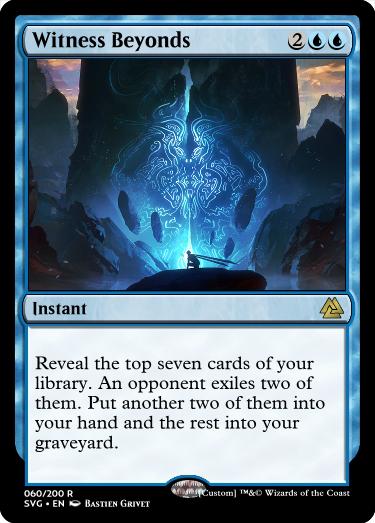 Witness Beyonds 2
Instant
Reveal the top seven cards of your
library. An opponent exiles two of
them. Put another two of them into
your hand and the rest into your
graveyard.
060/200 R
SVG • EN Bastien Grivet
[Custom] ™&© Wizards of the Coast